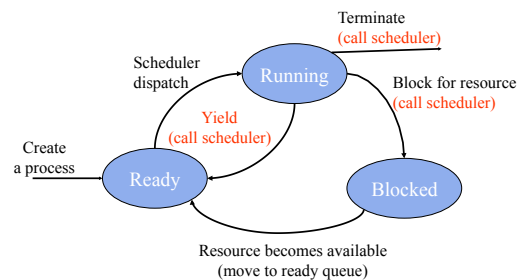 Terminate
(call scheduler)
Scheduler
dispatch
Running
Block for resource
(call scheduler)
Yield
(call scheduler)
Create
a process
Ready
Blocked
Resource becomes available
(move to ready queue)